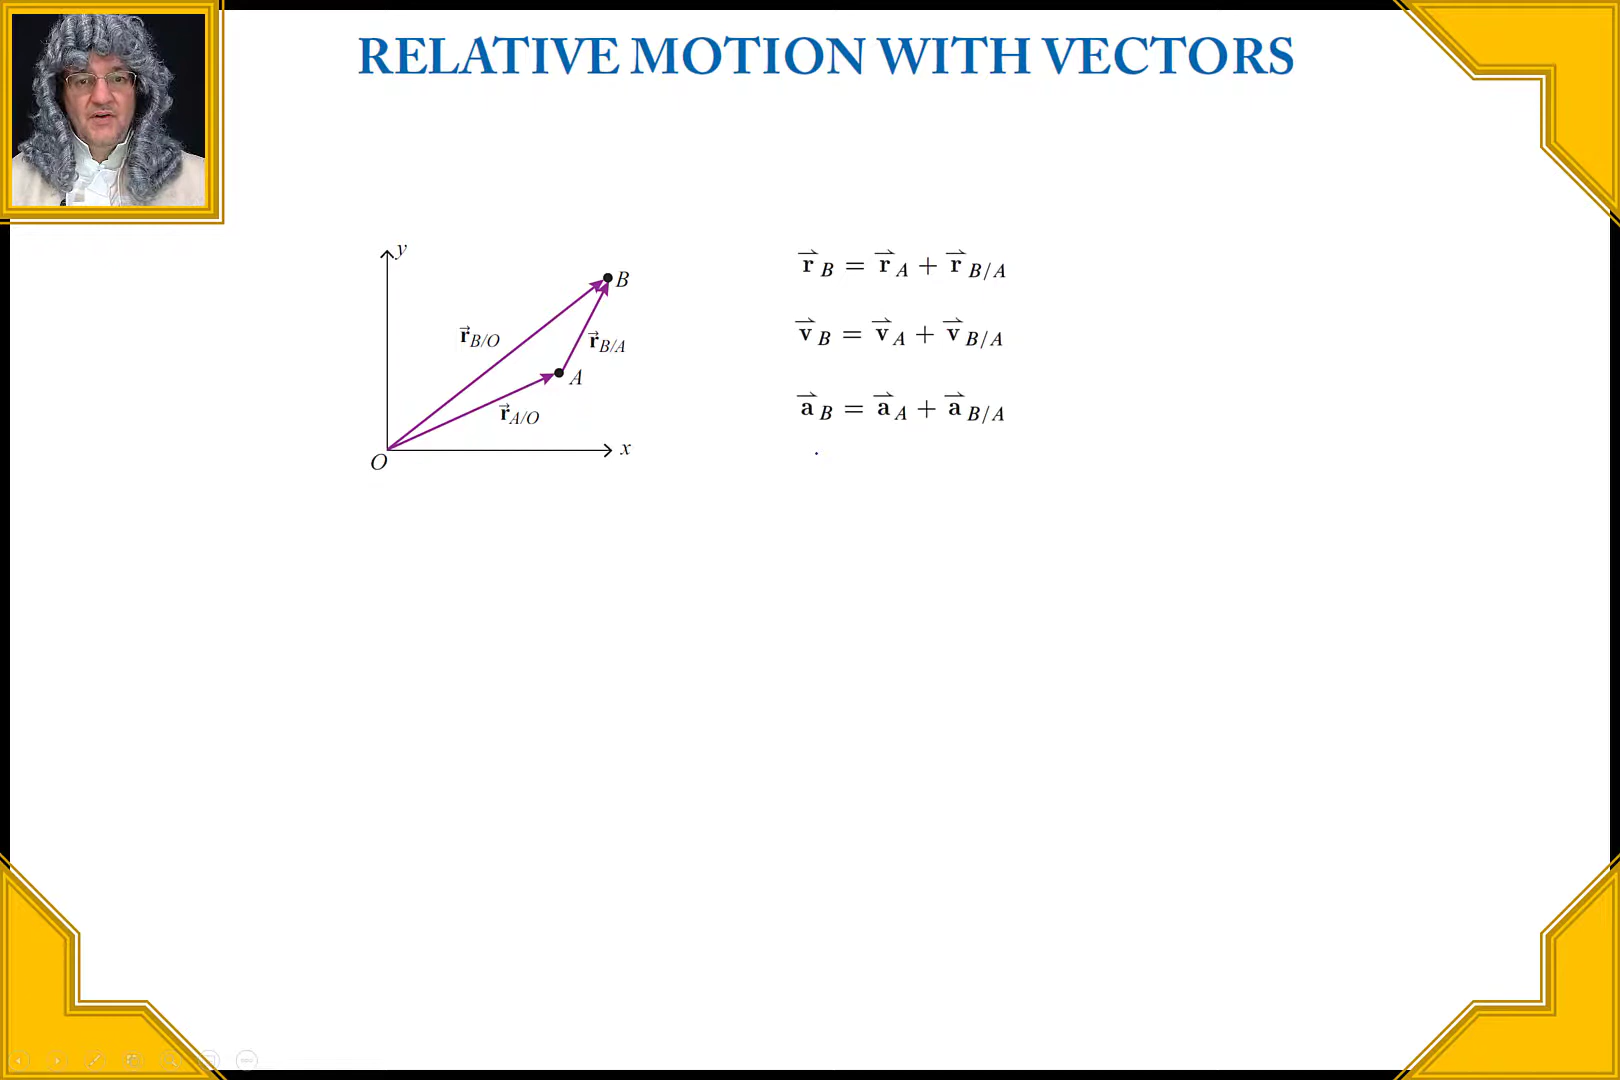 RELATIVE MOTION WITH VECTORS
y
B
r⃗B/O
r⃗B/A
A
r⃗A/O
x
O
r⃗ B = r⃗ A + r⃗ B/A
v⃗ B = v⃗ A + v⃗ B/A
a⃗ B = a⃗ A + a⃗ B/A